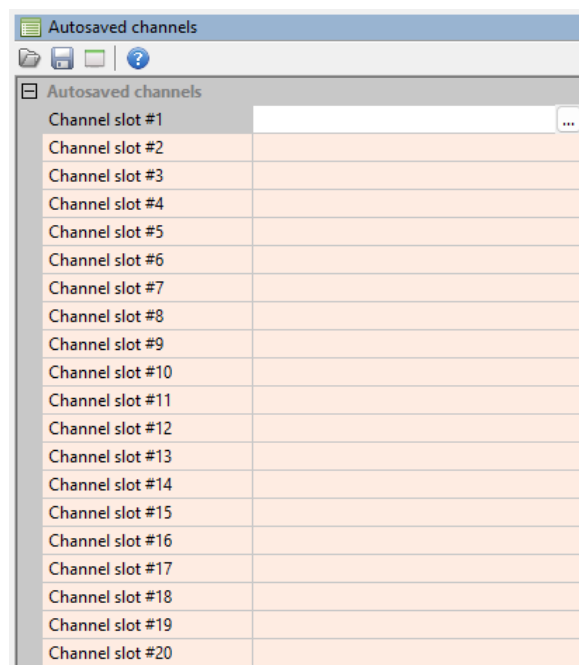 Autosaved channels
?
Autosaved channels
Channel slot #1 ...
Channel slot #2
Channel slot #3
Channel slot #4
Channel slot #5
Channel slot #6
Channel slot #7
Channel slot #8
Channel slot #9
Channel slot #10
Channel slot #11
Channel slot #12
Channel slot #13
Channel slot #14
Channel slot #15
Channel slot #16
Channel slot #17
Channel slot #18
Channel slot #19
Channel slot #20